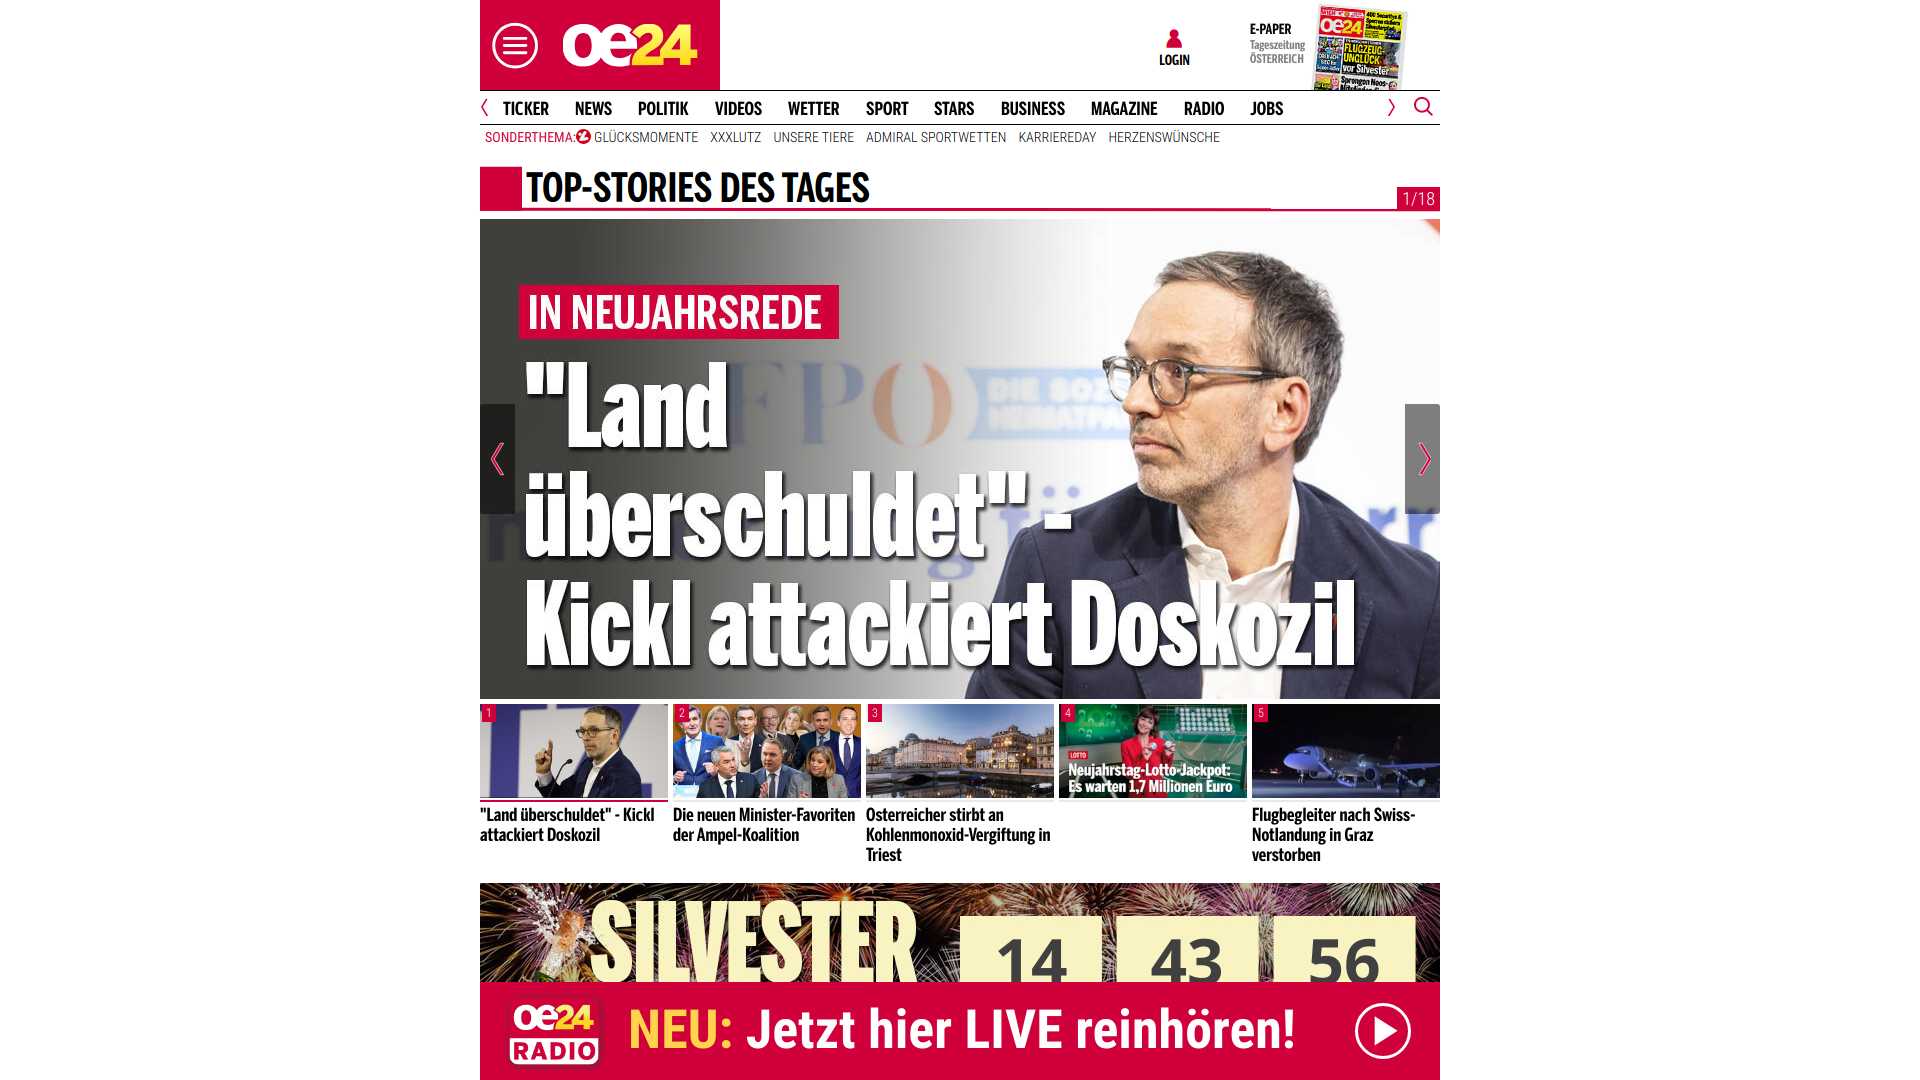 oe24
LOGIN
E-PAPER
Tageszeitung
ÖSTERREICH
oe24
FLUGZEUG-
UNGLÜCK
vor Silvester
TICKER NEWS POLITIK VIDEOS WETTER SPORT STARS BUSINESS MAGAZINE RADIO JOBS
SONDERTHEMA: GLÜCKSMOMENTE XXXLUTZ UNSERE TIERE ADMIRAL SPORTWETTEN KARRIEREDAY HERZENSWÜNSCHE
TOP-STORIES DES TAGES
1/18
IN NEUJAHRSREDE
"Land
überschuldet" -
Kickl attackiert Doskozil
FPÖ
DIE SOZ
HEIMATPA
1
2
3
4
5
LOTTO
Neujahrstag-Lotto-Jackpot:
Es warten 1,7 Millionen Euro
"Land überschuldet" - Kickl
attackiert Doskozil
Die neuen Minister-Favoriten
der Ampel-Koalition
Österreicher stirbt an
Kohlenmonoxid-Vergiftung in
Triest
Flugbegleiter nach Swiss-
Notlandung in Graz
verstorben
SILVESTER
14 43 56
oe24
RADIO
NEU: Jetzt hier LIVE reinhören!